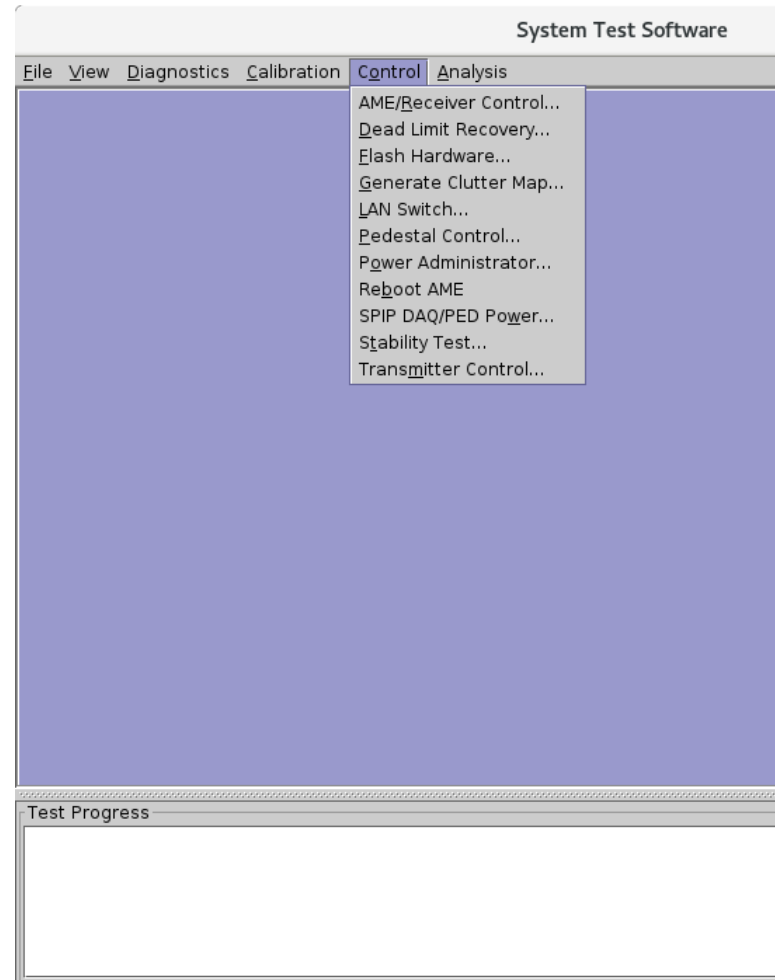 System Test Software
File View Diagnostics Calibration Control Analysis
AME/Receiver Control...
Dead Limit Recovery...
Flash Hardware...
Generate Clutter Map...
LAN Switch...
Pedestal Control...
Power Administrator...
Reboot AME
SPIP DAQ/PED Power...
Stability Test...
Transmitter Control...
Test Progress